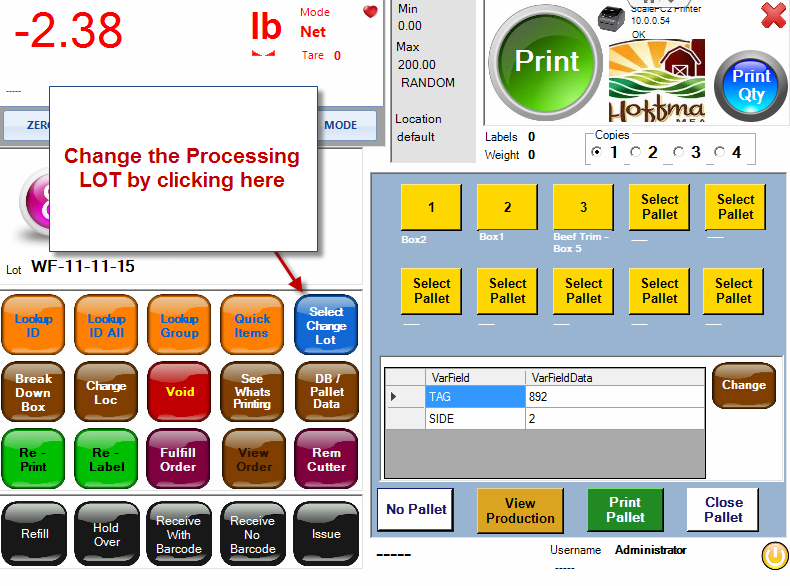 -2.38
lb
Mode
Net
Tare 0
Min
0.00
Max
200.00
RANDOM
Location
default
Print
ScalePC2 Printer
10.0.0.54
OK
Print
Qty
Labels 0
Weight 0
Copies
1 2 3 4
MODE
Change the Processing
LOT by clicking here
Lot WF-11-11-15
1
Box2
2
Box1
3
Beef Trim -
Box 5
Select
Pallet
Select
Pallet
Select
Pallet
Select
Pallet
Select
Pallet
Select
Pallet
Select
Pallet
Lookup
ID
Lookup
ID All
Lookup
Group
Quick
Items
Select
Change
Lot
Break
Down
Box
Change
Loc
Void
See
Whats
Printing
DB /
Pallet
Data
Re -
Print
Re -
Label
Fulfill
Order
View
Order
Rem
Cutter
Refill
Hold
Over
Receive
With
Barcode
Receive
No
Barcode
Issue
VarField VarFieldData
TAG 892
SIDE 2
Change
No Pallet
View
Production
Print
Pallet
Close
Pallet
-----
Username Administrator
-----